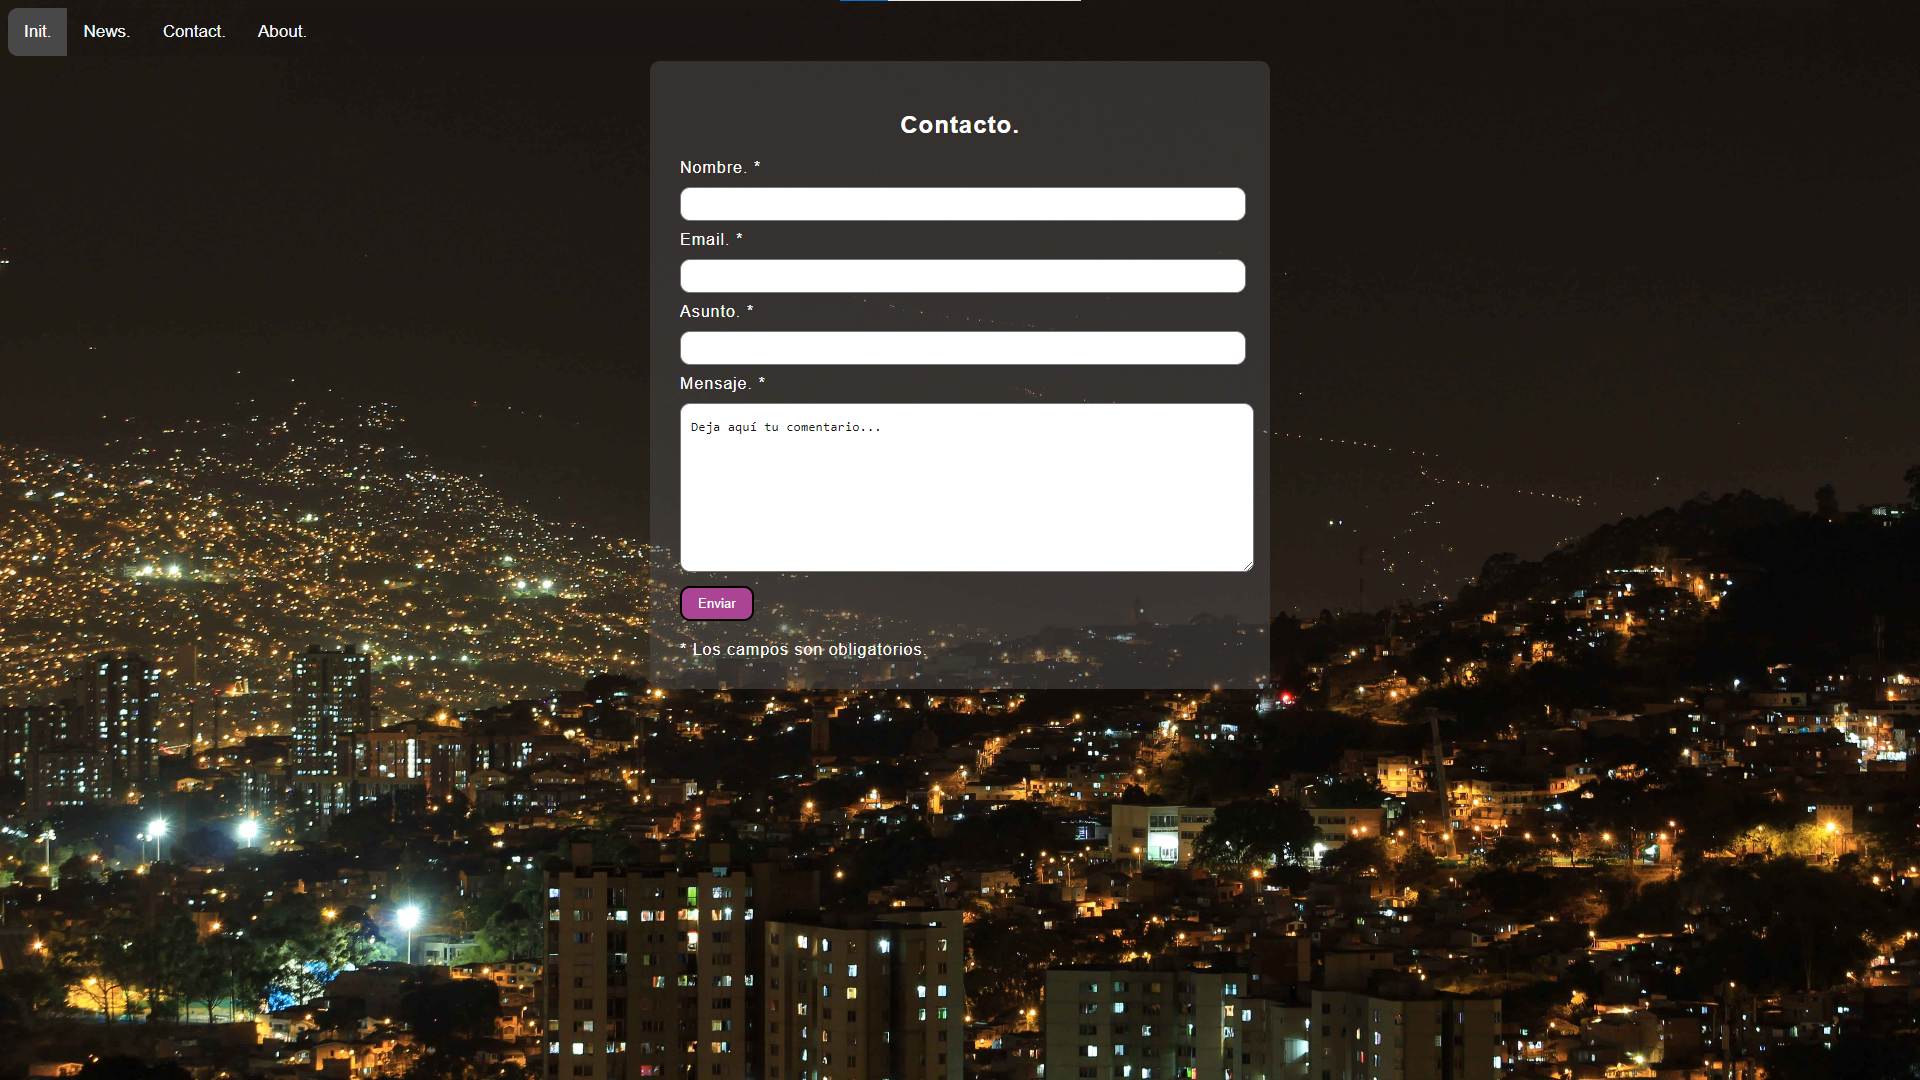 Init. News. Contact. About.
Contacto.
Nombre. *
Email. *
Asunto. *
Mensaje. *
Deja aquí tu comentario...
Enviar
* Los campos son obligatorios.